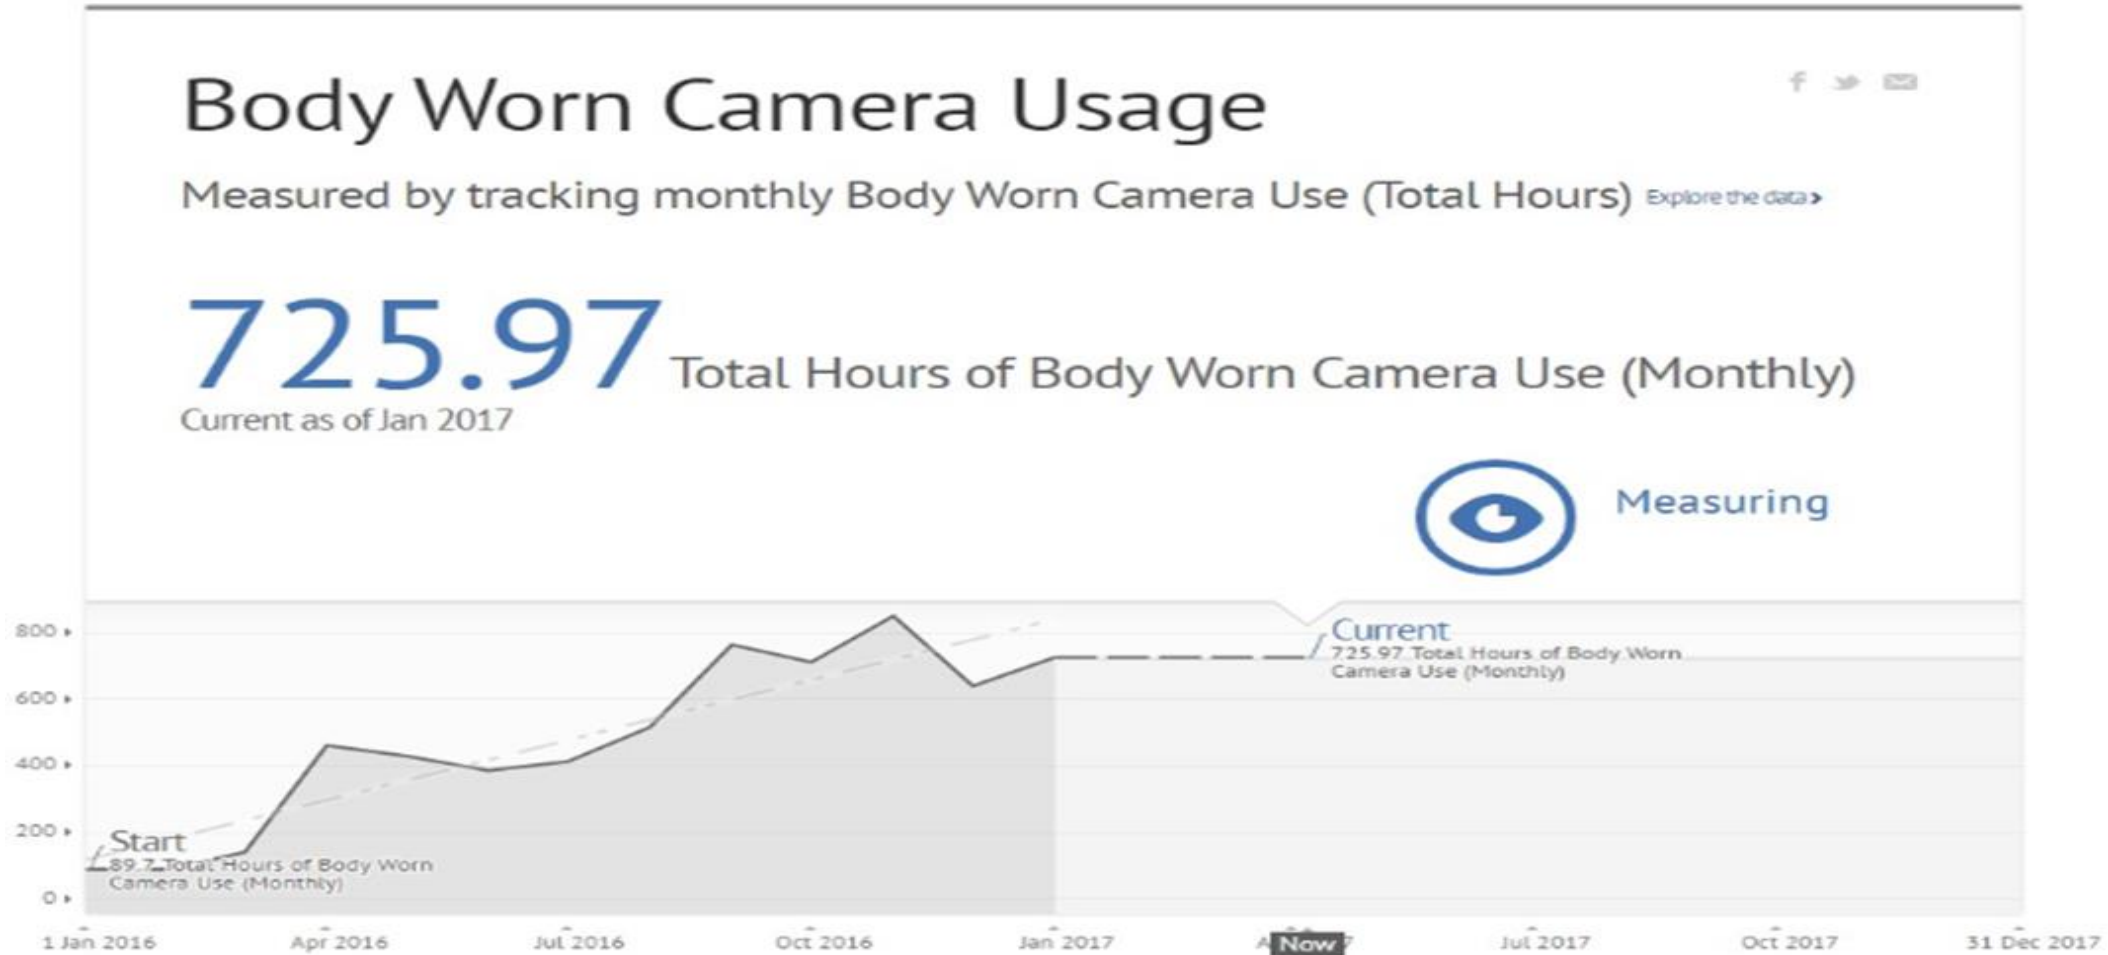 Body Worn Camera Usage
Measured by tracking monthly Body Worn Camera Use (Total Hours) Explore the data
725.97 Total Hours of Body Worn Camera Use (Monthly)
Current as of Jan 2017
Measuring
800
600
400
200
0
Current
725.97 Total Hours of Body Worn
Camera Use (Monthly)
Start
89.7 Total Hours of Body Worn
Camera Use (Monthly)
1 Jan 2016 Apr 2016 Jul 2016 Oct 2016 Jan 2017 Now Jul 2017 Oct 2017 31 Dec 2017